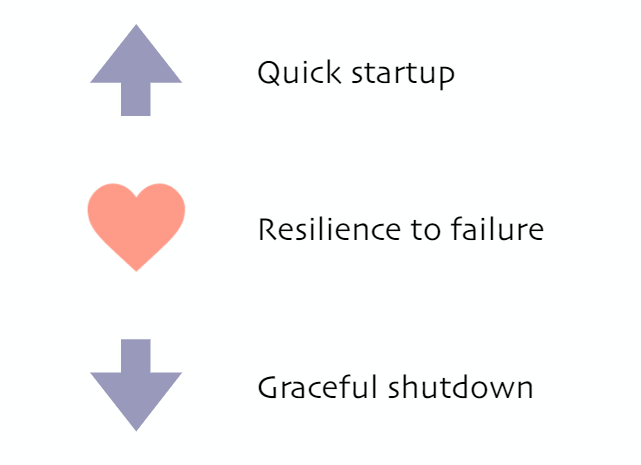 Quick startup
Resilience to failure
Graceful shutdown